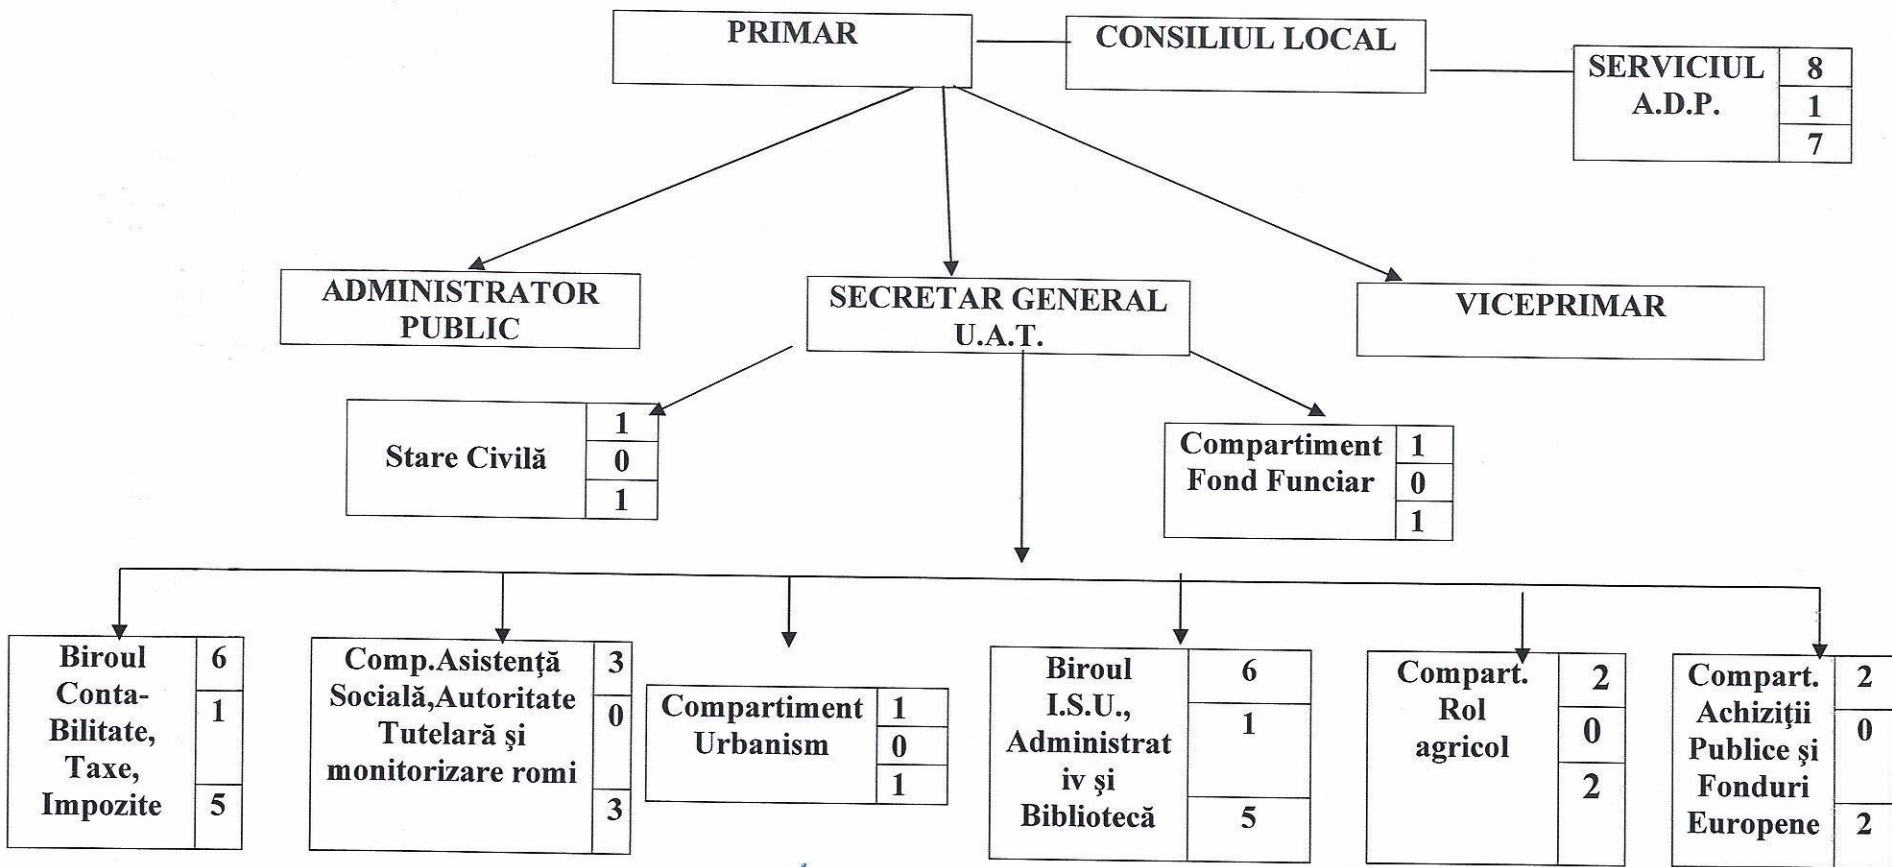 PRIMAR
CONSILIUL LOCAL
SERVICIUL
A.D.P.
8
1
7
ADMINISTRATOR
PUBLIC
SECRETAR GENERAL
U.A.T.
VICEPRIMAR
Stare Civilă
1
0
1
Compartiment
Fond Funciar
1
0
1
Biroul
Conta-
Bilitate,
Taxe,
Impozite
6
1
5
Comp.Asistenţă
Socială,Autoritate
Tutelară şi
monitorizare romi
3
0
3
Compartiment
Urbanism
1
0
1
Biroul
I.S.U.,
Administrat
iv şi
Bibliotecă
6
1
5
Compart.
Rol
agricol
2
0
2
Compart.
Achiziţii
Publice şi
Fonduri
Europene
2
0
2